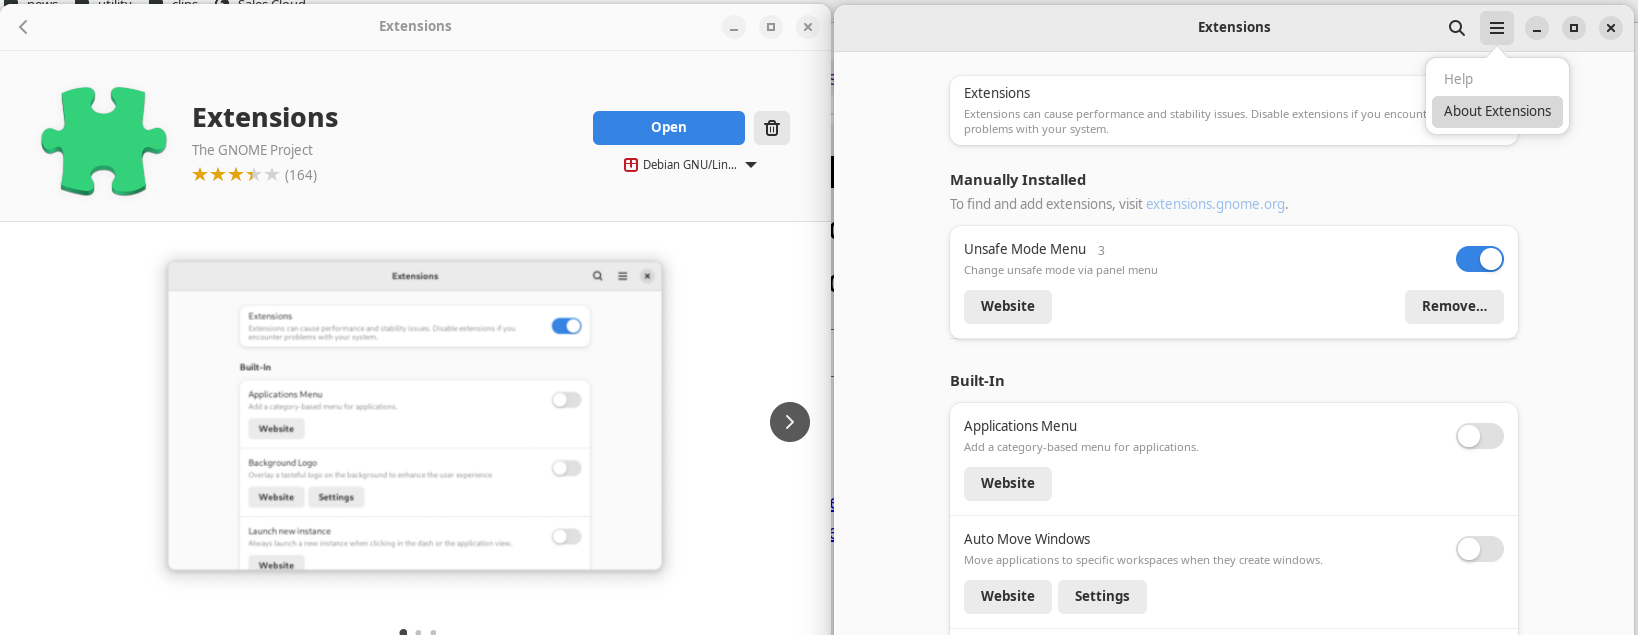 Sales Cloud
Extensions
Extensions
The GNOME Project
(164)
Open
Debian GNU/Lin...
Extensions
Extensions
Extensions can cause performance and stability issues. Disable extensions if you
encounter problems with your system.
Built-In
Applications Menu
Add a category-based menu for applications.
Website
Background Logo
Overlay a tasteful logo on the background to enhance the user experience
Website Settings
Launch new instance
Always launch a new instance when clicking in the dash or the application view.
Website
Extensions
Help
About Extensions
Extensions
Extensions can cause performance and stability issues. Disable extensions if you encount
problems with your system.
Manually Installed
To find and add extensions, visit extensions.gnome.org.
Unsafe Mode Menu 3
Change unsafe mode via panel menu
Website Remove...
Built-In
Applications Menu
Add a category-based menu for applications.
Website
Auto Move Windows
Move applications to specific workspaces when they create windows.
Website Settings